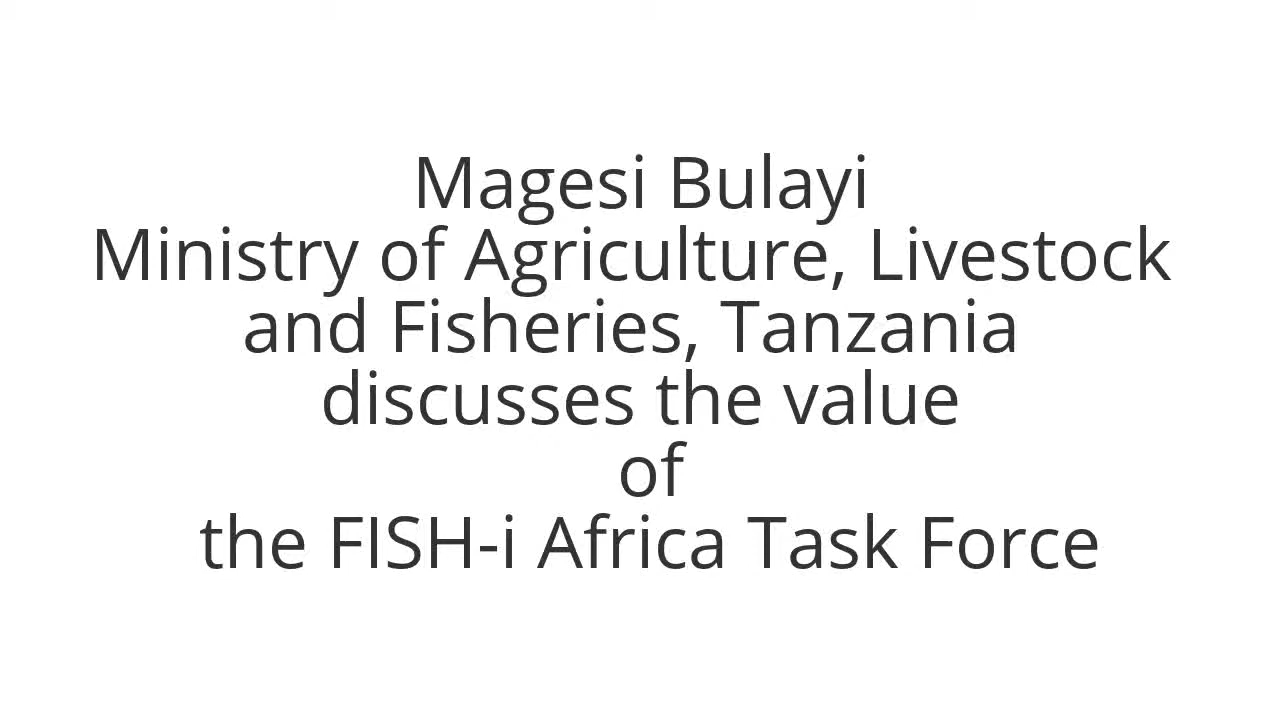 Magesi Bulayi
Ministry of Agriculture, Livestock
and Fisheries, Tanzania
discusses the value
of
the FISH-i Africa Task Force